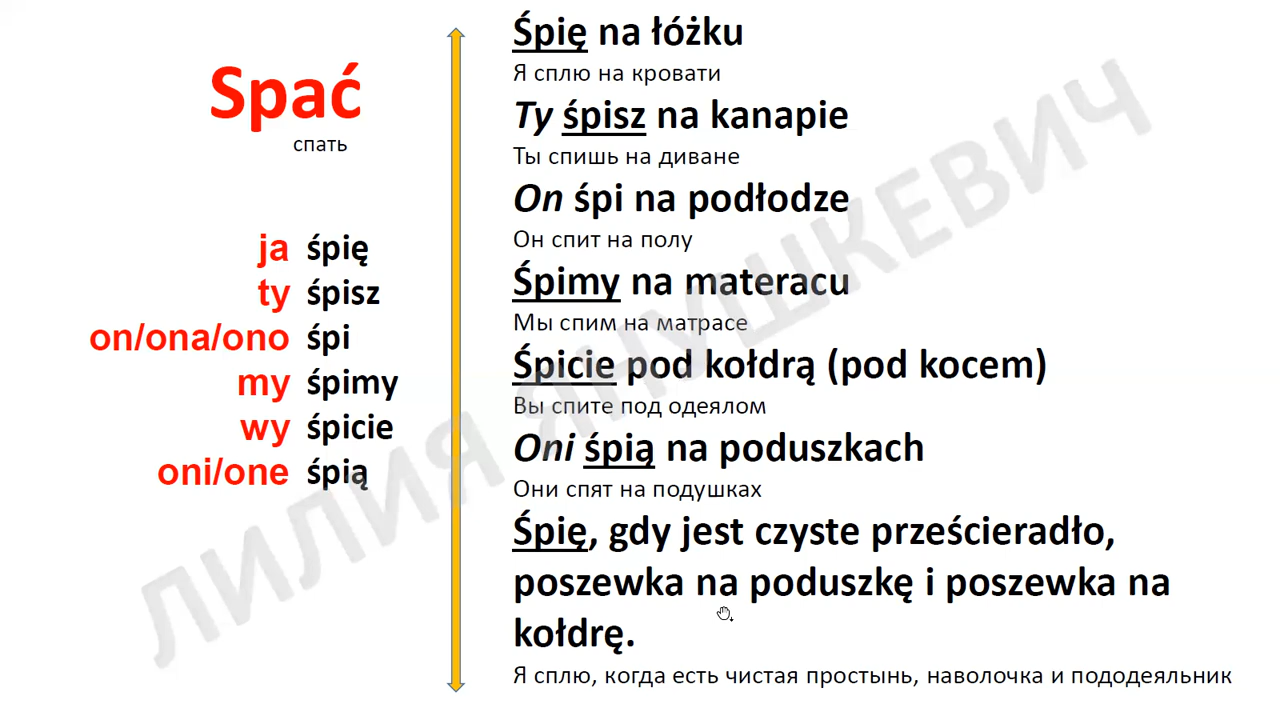 Spać
спать
ja śpię
ty śpisz
on/ona/ono śpi
my śpimy
wy śpicie
oni/one śpią
Śpię na łóżku
Я сплю на кровати
Ty śpisz na kanapie
Ты спишь на диване
On śpi na podłodze
Он спит на полу
Śpimy na materacu
Мы спим на матрасе
Śpicie pod kołdrą (pod kocem)
Вы спите под одеялом
Oni śpią na poduszkach
Они спят на подушках
Śpię, gdy jest czyste prześcieradło,
poszewka na poduszkę i poszewka na
kołdrę.
Я сплю, когда есть чистая простынь, наволочка и пододеяльник
ЛИЛИЯ ЯНУШКЕВИЧ